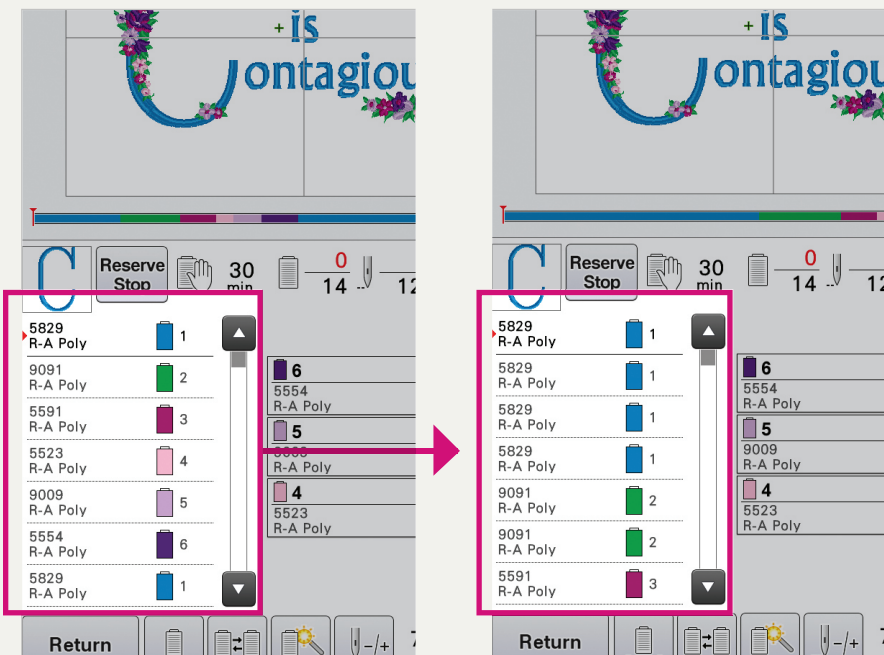 is
ontagiou
Reserve
Stop
30
min
0
14
12
5829
R-A Poly
1
9091
R-A Poly
2
5591
R-A Poly
3
5523
R-A Poly
4
9009
R-A Poly
5
5554
R-A Poly
6
5829
R-A Poly
1
6
5554
R-A Poly
5
9009
R-A Poly
4
5523
R-A Poly
Return
-/+
is
ontagiou
Reserve
Stop
30
min
0
14
12
5829
R-A Poly
1
5829
R-A Poly
1
5829
R-A Poly
1
5829
R-A Poly
1
9091
R-A Poly
2
9091
R-A Poly
2
5591
R-A Poly
3
6
5554
R-A Poly
5
9009
R-A Poly
4
5523
R-A Poly
Return
-/+